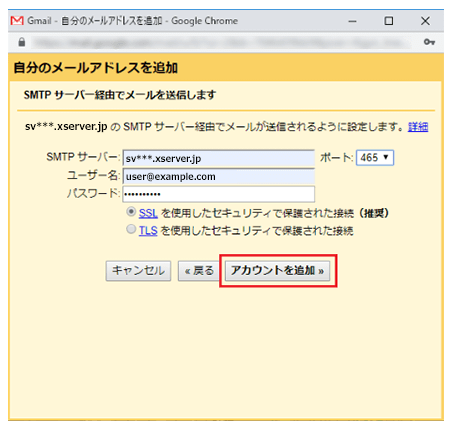 Gmail - 自分のメールアドレスを追加 - Google Chrome
自分のメールアドレスを追加
SMTP サーバー経由でメールを送信します
sv***.xserver.jp の SMTP サーバー経由でメールが送信されるように設定します。詳細
SMTP サーバー: sv***.xserver.jp ポート: 465 ▼
ユーザー名: user@example.com
パスワード: ••••••••••
SSL を使用したセキュリティで保護された接続（推奨）
TLS を使用したセキュリティで保護された接続
キャンセル « 戻る アカウントを追加 »